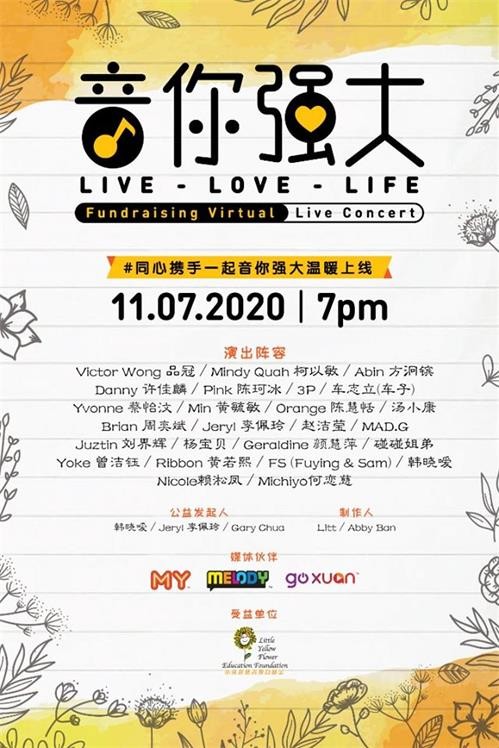 音你强大
LIVE - LOVE - LIFE
Fundraising Virtual Live Concert
#同心携手一起音你强大温暖上线
11.07.2020 | 7pm
演出阵容
Victor Wong 品冠 / Mindy Quah 柯以敏 / Abin 方泂镔
Danny 许佳麟 / Pink 陈珂冰 / 3P / 车志立(车子)
Yvonne 蔡恰汶 / Min 黄毓敏 / Orange 陈慧恬 / 汤小康
Brian 周奕斌 / Jeryl 李佩玲 / 赵洁莹 / MAD.G
Juztin 刘界辉 / 杨宝贝 / Geraldine 颜慧萍 / 碰碰姐弟
Yoke 曾洁钰 / Ribbon 黄若熙 / FS (Fuying & Sam) / 韩晓嗳
Nicole賴淞凤 / Michiyo何恋慈
公益发起人
韩晓嗳 / Jeryl 李佩玲 / Gary Chua
制作人
Litt / Abby Ban
媒体伙伴
MY MELODY goxuan
受益单位
Little
Yellow
Flower
Education Foundation